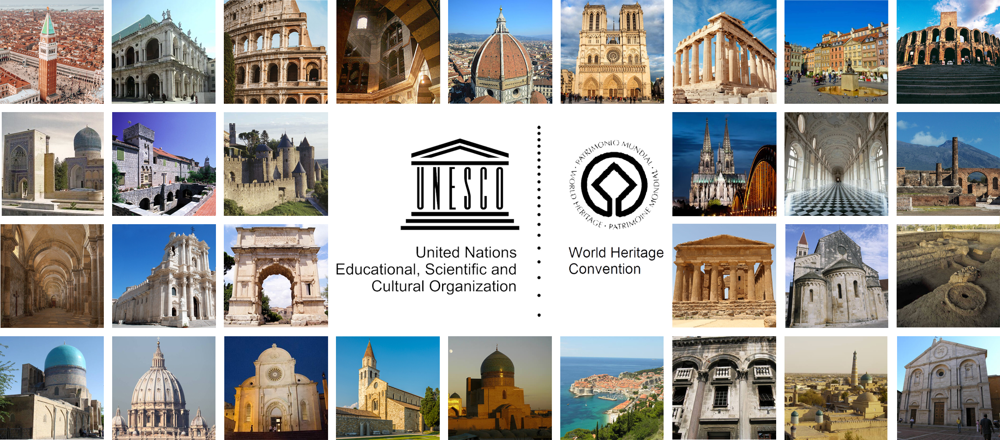 UNESCO
United Nations
Educational, Scientific and
Cultural Organization
WORLD HERITAGE · PATRIMONIO MUNDIAL · PATRIMOINE MONDIAL ·
World Heritage
Convention